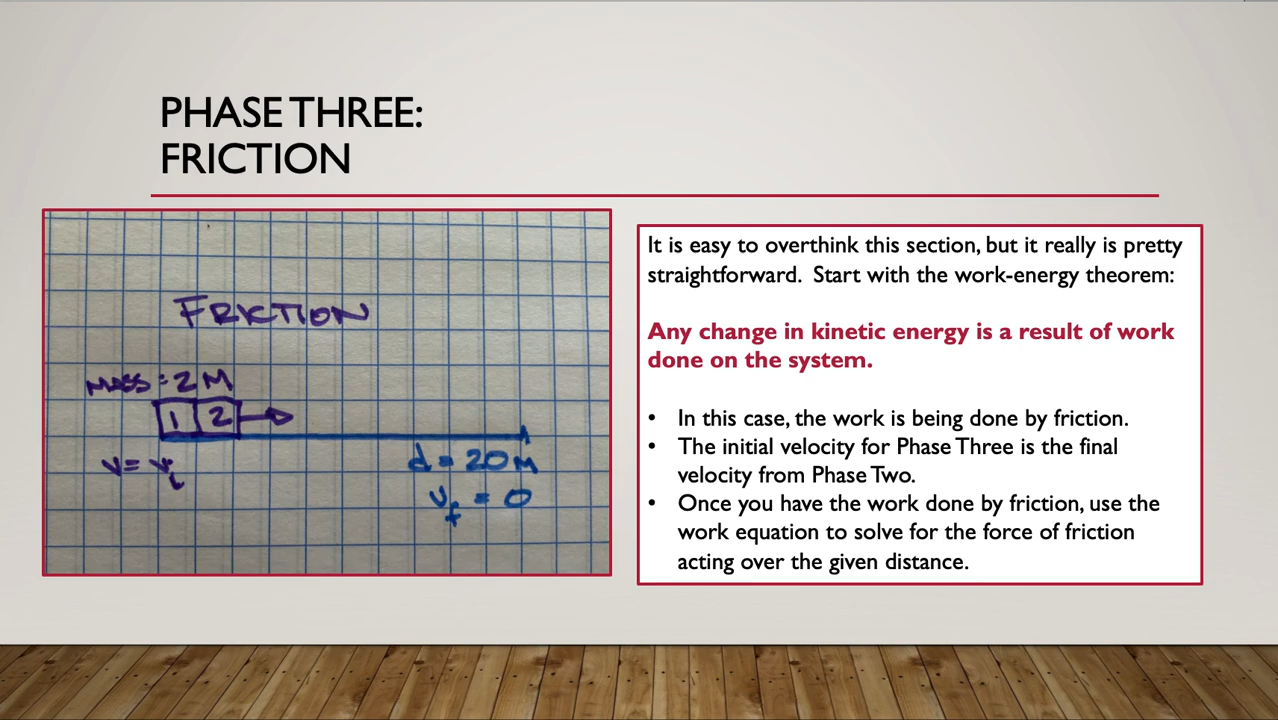 PHASE THREE:
FRICTION
FRICTION
MASS = 2 M
1 2
V = Vi
d = 20 M
Vf = 0
It is easy to overthink this section, but it really is pretty
straightforward. Start with the work-energy theorem:
Any change in kinetic energy is a result of work
done on the system.
• In this case, the work is being done by friction.
• The initial velocity for Phase Three is the final
velocity from Phase Two.
• Once you have the work done by friction, use the
work equation to solve for the force of friction
acting over the given distance.